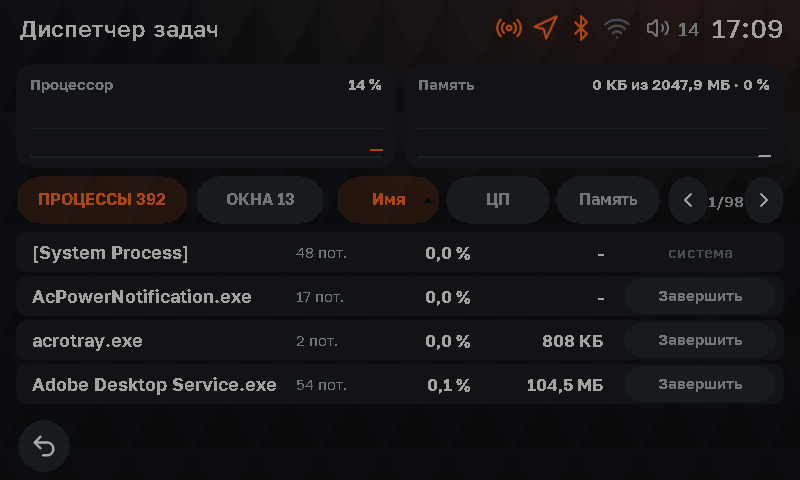 Диспетчер задач 14 17:09
Процессор 14 %
Память 0 КБ из 2047,9 МБ · 0 %
ПРОЦЕССЫ 392 ОКНА 13 Имя ЦП Память 1/98
[System Process] 48 пот. 0,0 % - система
AcPowerNotification.exe 17 пот. 0,0 % - Завершить
acrotray.exe 2 пот. 0,0 % 808 КБ Завершить
Adobe Desktop Service.exe 54 пот. 0,1 % 104,5 МБ Завершить